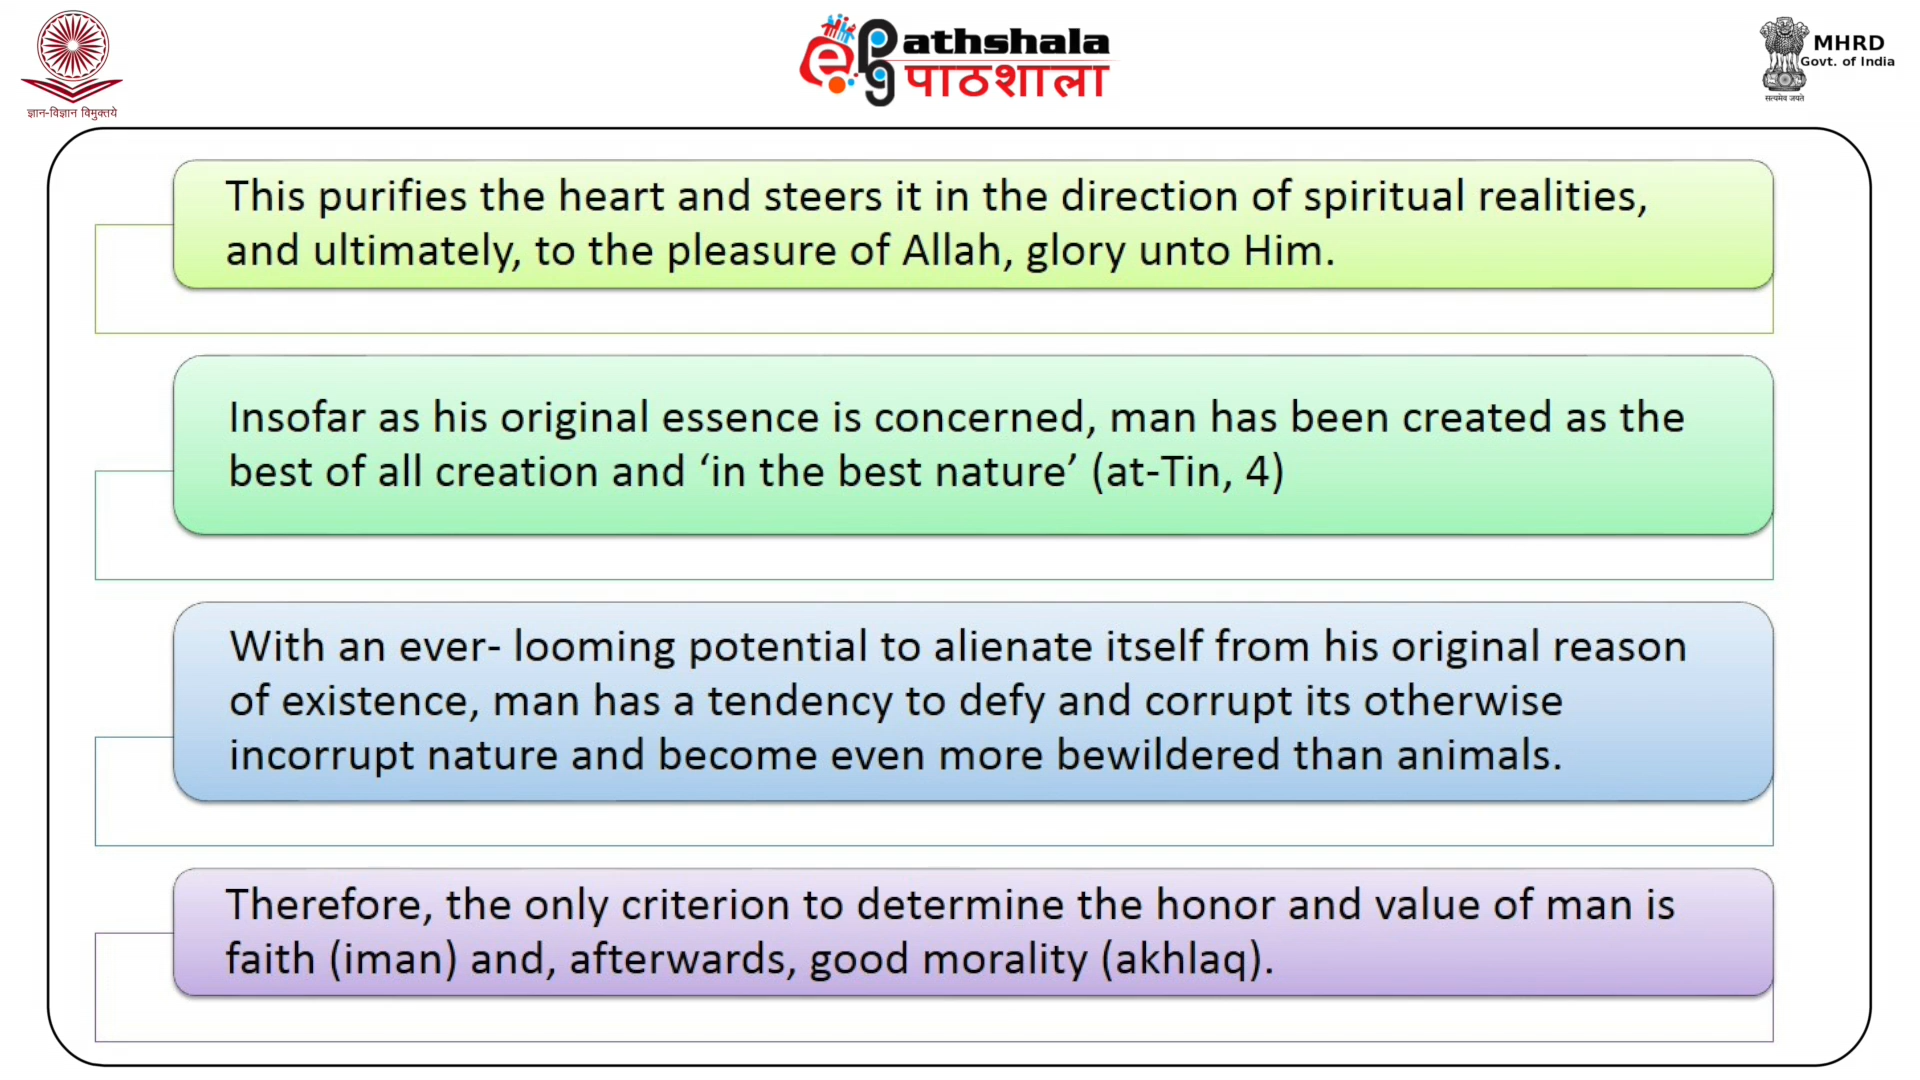 ज्ञान-विज्ञान विमुक्तये
ePg Pathshala
पाठशाला
MHRD
Govt. of India
सत्यमेव जयते
This purifies the heart and steers it in the direction of spiritual realities,
and ultimately, to the pleasure of Allah, glory unto Him.
Insofar as his original essence is concerned, man has been created as the
best of all creation and ‘in the best nature’ (at-Tin, 4)
With an ever- looming potential to alienate itself from his original reason
of existence, man has a tendency to defy and corrupt its otherwise
incorrupt nature and become even more bewildered than animals.
Therefore, the only criterion to determine the honor and value of man is
faith (iman) and, afterwards, good morality (akhlaq).